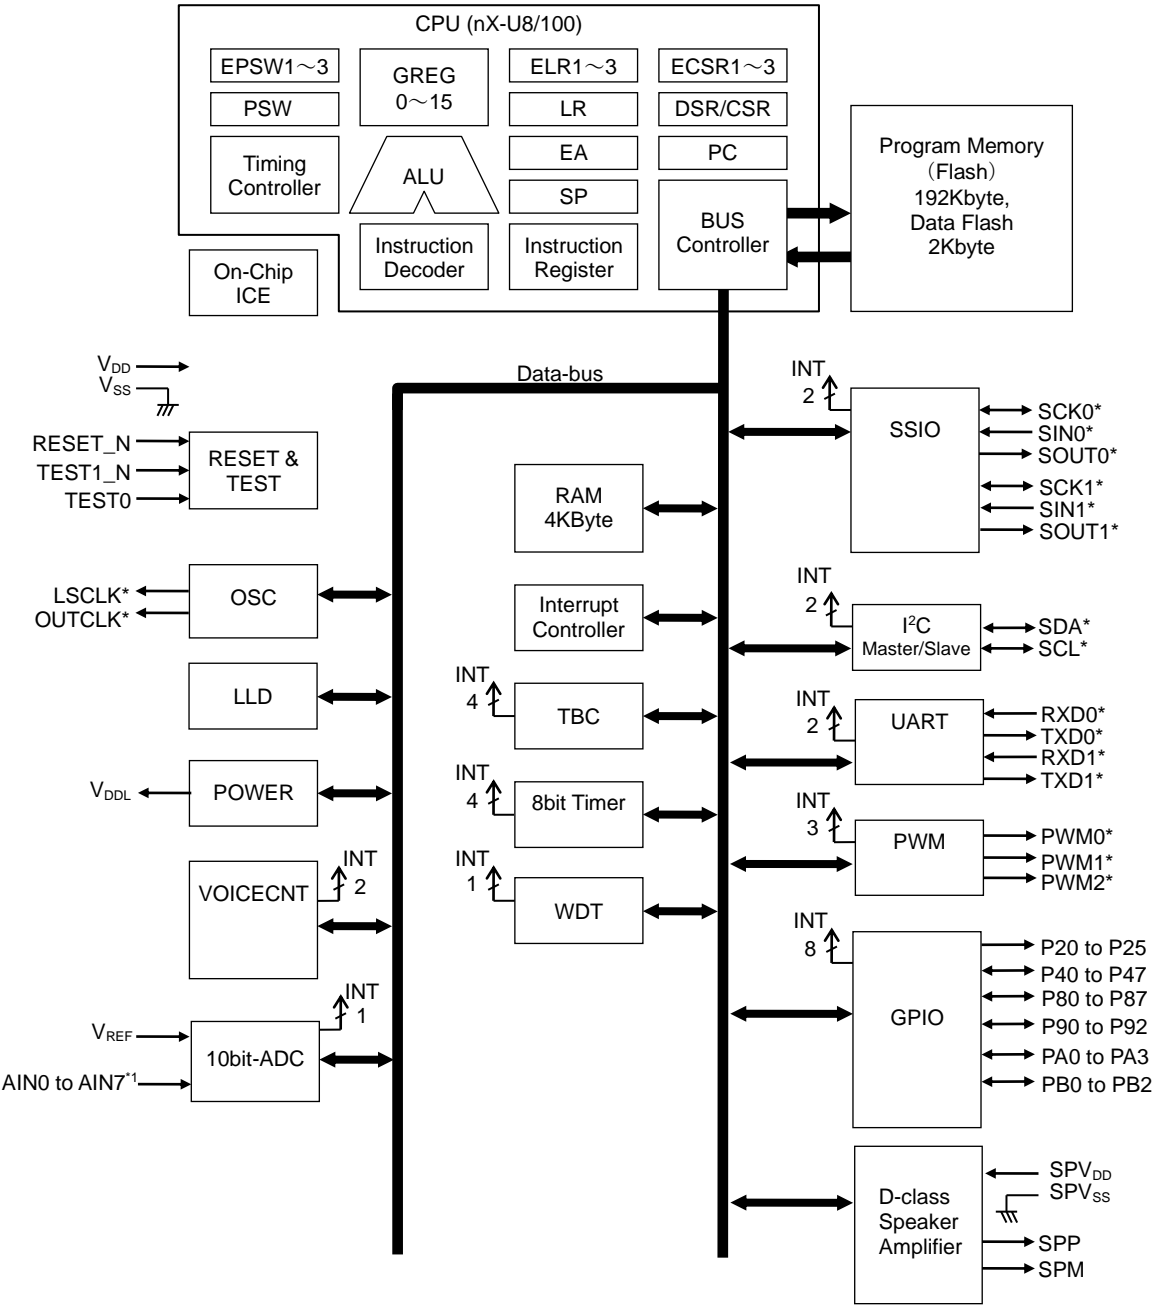 CPU (nX-U8/100)
EPSW1～3
GREG
0～15
ELR1～3
ECSR1～3
PSW
LR
DSR/CSR
Timing
Controller
ALU
EA
PC
SP
BUS
Controller
Instruction
Decoder
Instruction
Register
On-Chip
ICE
Program Memory
（Flash）
192Kbyte,
Data Flash
2Kbyte
VDD
VSS
Data-bus
RESET_N
TEST1_N
TEST0
RESET &
TEST
LSCLK*
OUTCLK*
OSC
LLD
VDDL
POWER
VOICECNT
INT
2
VREF
AIN0 to AIN7*1
10bit-ADC
INT
1
RAM
4KByte
Interrupt
Controller
INT
4
TBC
INT
4
8bit Timer
INT
1
WDT
INT
2
SSIO
SCK0*
SIN0*
SOUT0*
SCK1*
SIN1*
SOUT1*
INT
2
I²C
Master/Slave
SDA*
SCL*
INT
2
UART
RXD0*
TXD0*
RXD1*
TXD1*
INT
3
PWM
PWM0*
PWM1*
PWM2*
INT
8
GPIO
P20 to P25
P40 to P47
P80 to P87
P90 to P92
PA0 to PA3
PB0 to PB2
D-class
Speaker
Amplifier
SPVDD
SPVSS
SPP
SPM